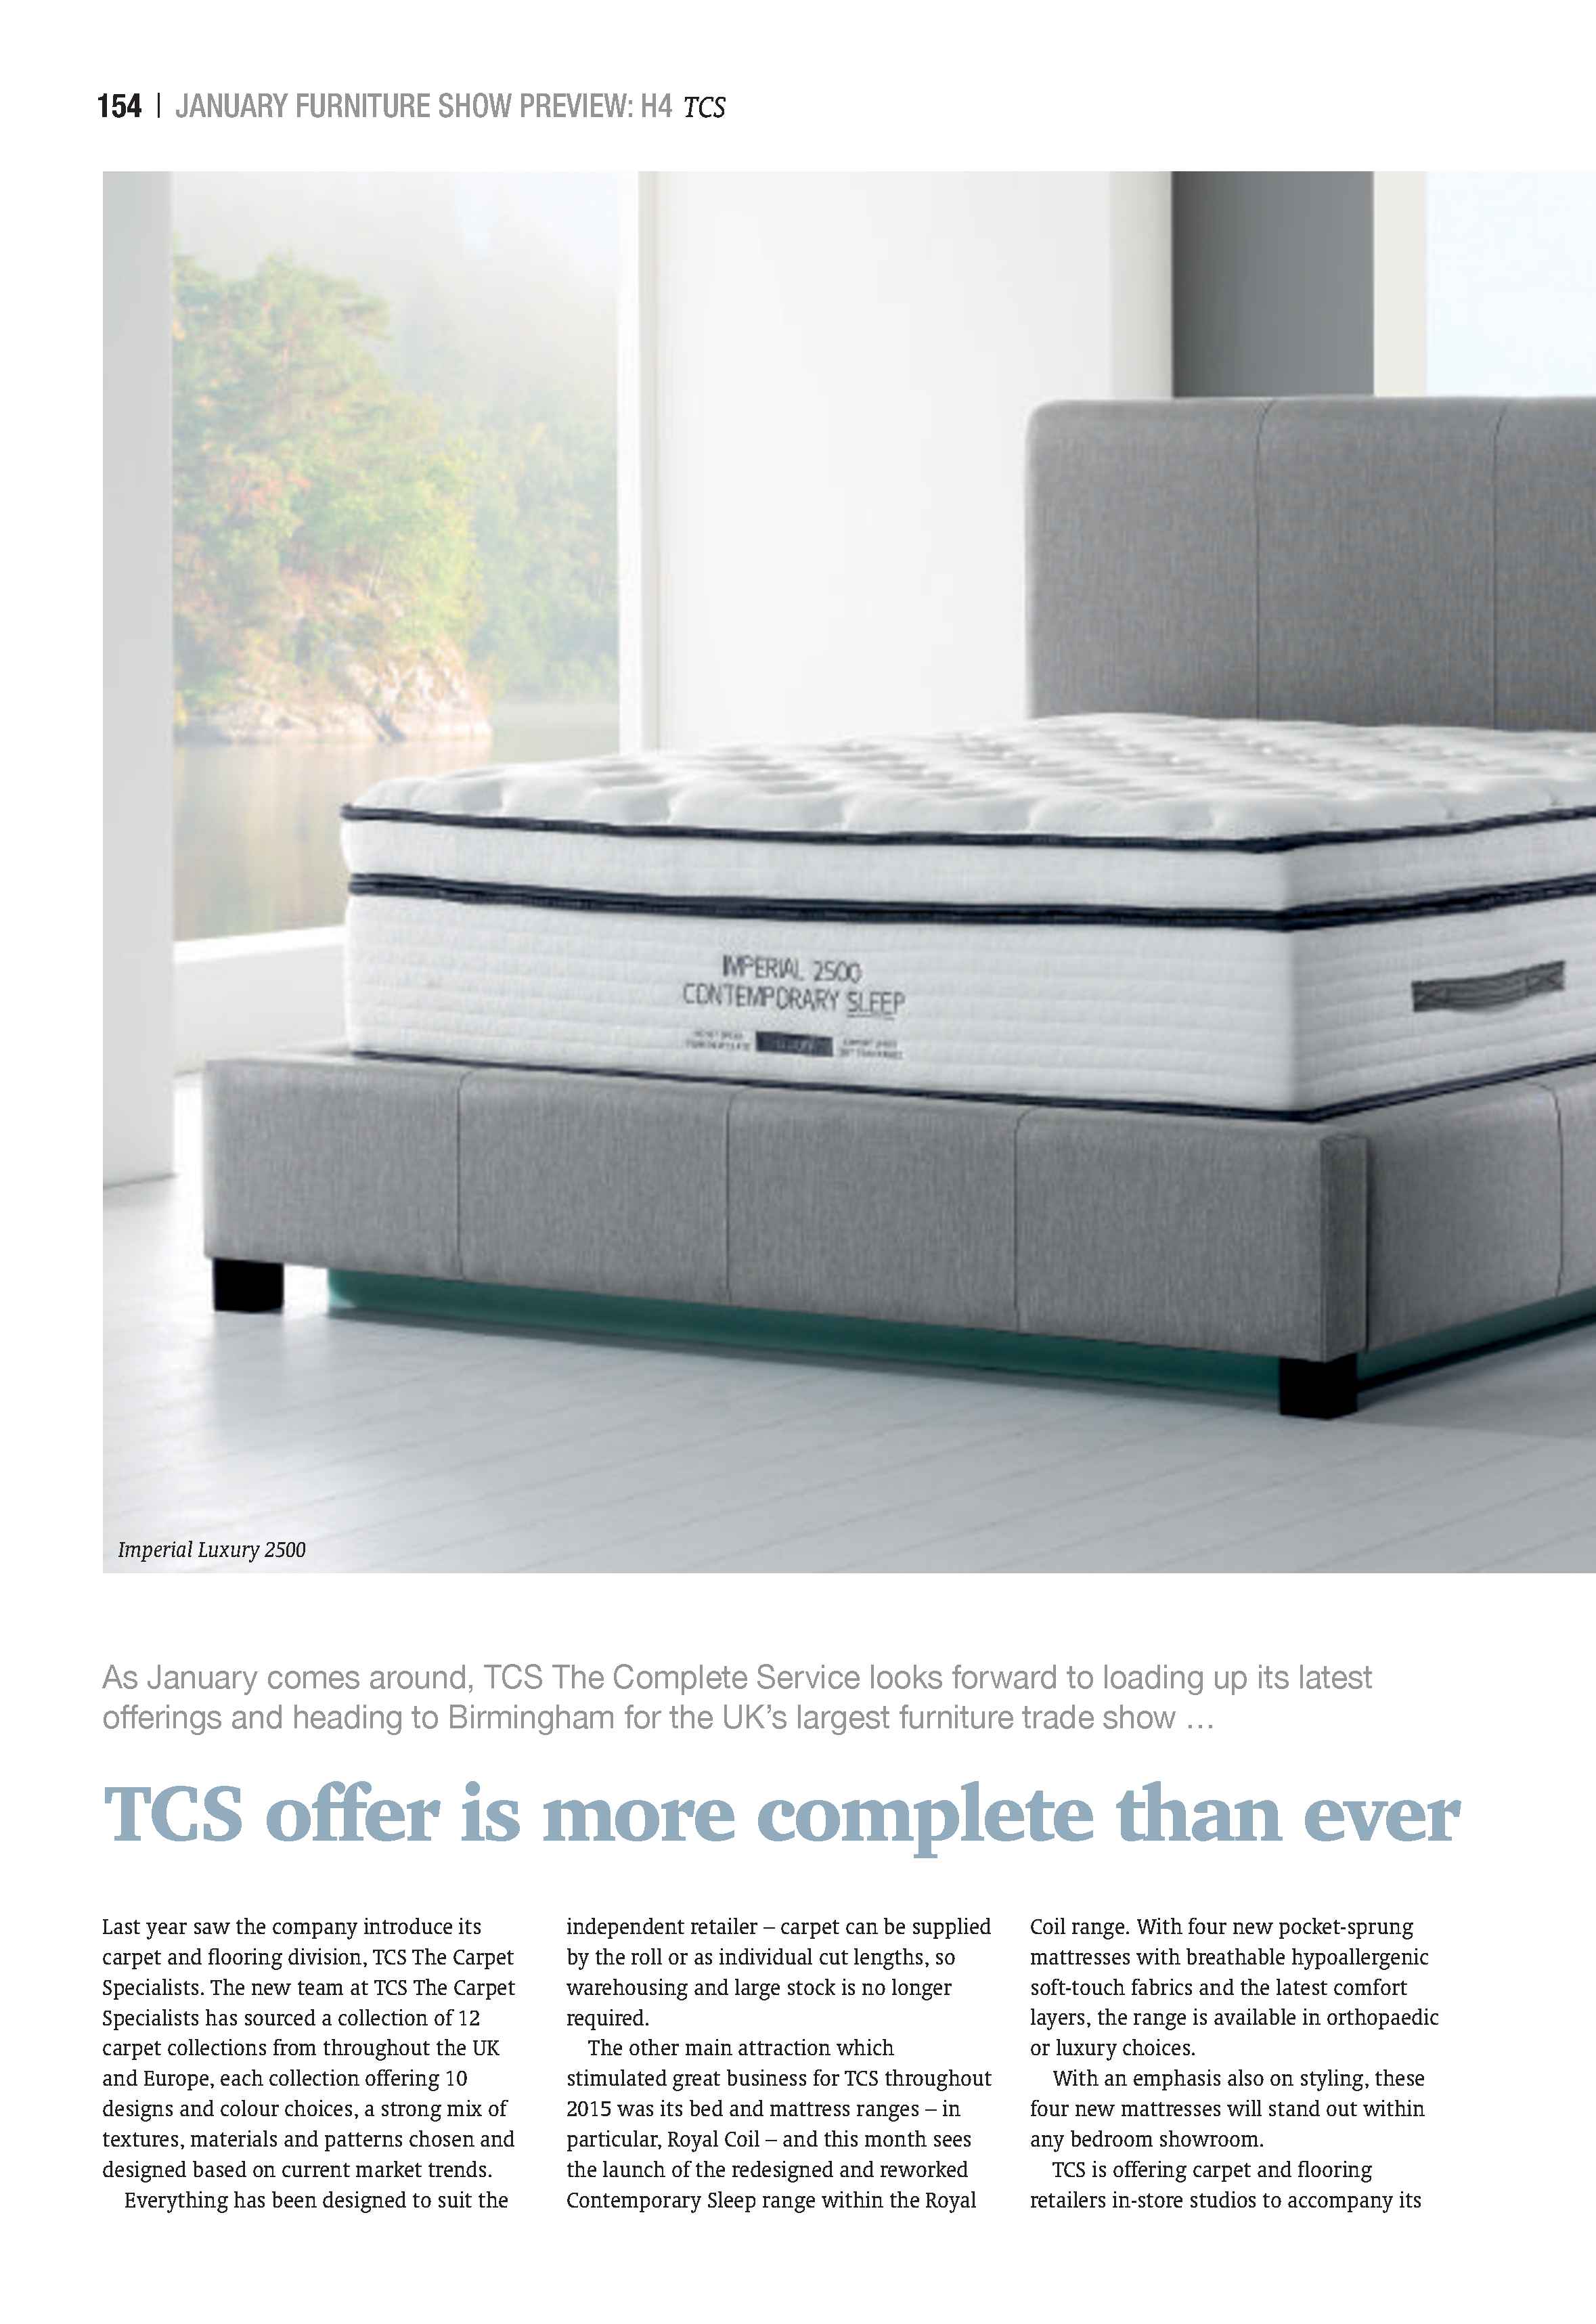 154 | JANUARY FURNITURE SHOW PREVIEW: H4 TCS
IMPERIAL 2500
CONTEMPORARY SLEEP
Imperial Luxury 2500
As January comes around, TCS The Complete Service looks forward to loading up its latest
offerings and heading to Birmingham for the UK’s largest furniture trade show …
TCS offer is more complete than ever
Last year saw the company introduce its
carpet and flooring division, TCS The Carpet
Specialists. The new team at TCS The Carpet
Specialists has sourced a collection of 12
carpet collections from throughout the UK
and Europe, each collection offering 10
designs and colour choices, a strong mix of
textures, materials and patterns chosen and
designed based on current market trends.
Everything has been designed to suit the
independent retailer – carpet can be supplied
by the roll or as individual cut lengths, so
warehousing and large stock is no longer
required.
The other main attraction which
stimulated great business for TCS throughout
2015 was its bed and mattress ranges – in
particular, Royal Coil – and this month sees
the launch of the redesigned and reworked
Contemporary Sleep range within the Royal
Coil range. With four new pocket-sprung
mattresses with breathable hypoallergenic
soft-touch fabrics and the latest comfort
layers, the range is available in orthopaedic
or luxury choices.
With an emphasis also on styling, these
four new mattresses will stand out within
any bedroom showroom.
TCS is offering carpet and flooring
retailers in-store studios to accompany its